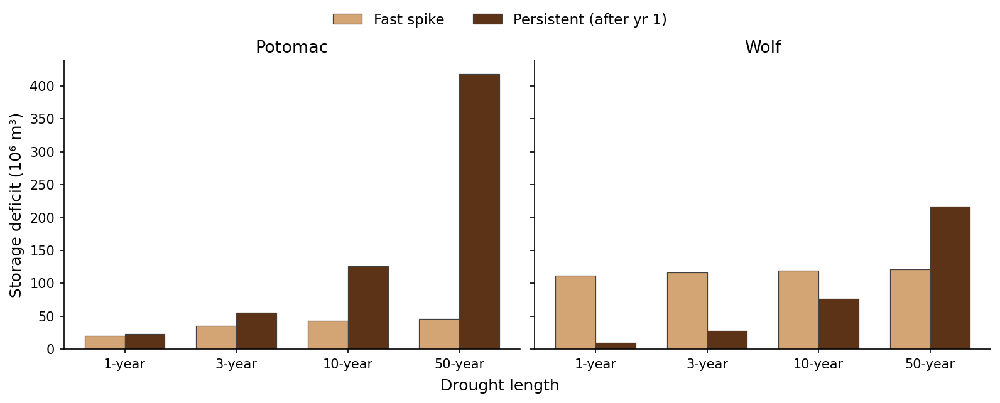 Fast spike
Persistent (after yr 1)
Potomac
Wolf
Storage deficit (10⁶ m³)
400
350
300
250
200
150
100
50
0
1-year
3-year
10-year
50-year
1-year
3-year
10-year
50-year
Drought length